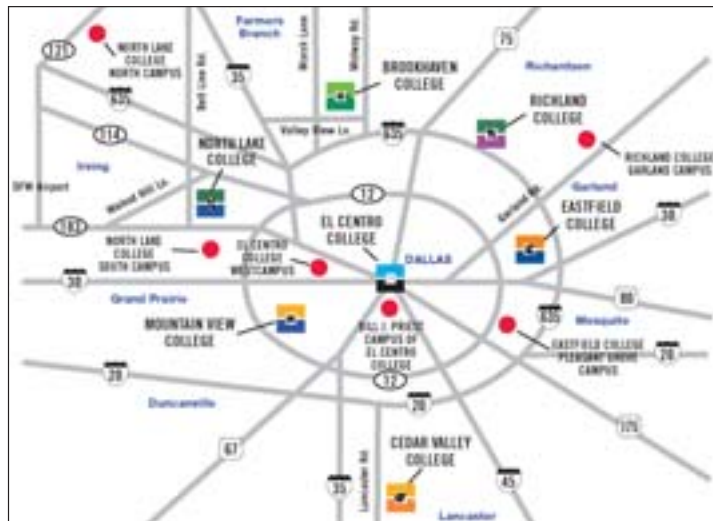 121
NORTH LAKE
COLLEGE
NORTH CAMPUS
Farmers
Branch
Marsh Lane
Midway Rd.
75
35
Belt Line Rd.
BROOKHAVEN
COLLEGE
Richardson
635
Valley View Ln.
635
RICHLAND
COLLEGE
114
NORTH LAKE
COLLEGE
RICHLAND COLLEGE
GARLAND CAMPUS
Irving
Walnut Hill Ln.
DFW Airport
12
Garland Rd.
Garland
EL CENTRO
COLLEGE
EASTFIELD
COLLEGE
30
183
NORTH LAKE
COLLEGE
SOUTH CAMPUS
EL CENTRO
COLLEGE
WEST CAMPUS
DALLAS
30
Grand Prairie
80
635
MOUNTAIN VIEW
COLLEGE
BILL J. PRIEST
CAMPUS OF
EL CENTRO
COLLEGE
Mesquite
EASTFIELD COLLEGE
PLEASANT GROVE
CAMPUS
20
20
12
Duncanville
20
175
67
CEDAR VALLEY
COLLEGE
35
Lancaster Rd.
45
Lancaster